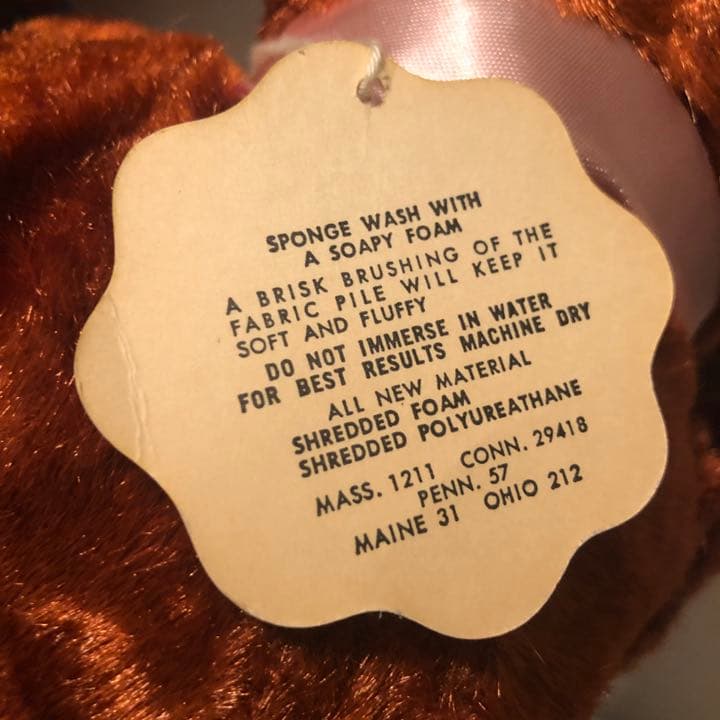 SPONGE WASH WITH
A SOAPY FOAM
A BRISK BRUSHING OF THE
FABRIC PILE WILL KEEP IT
SOFT AND FLUFFY
DO NOT IMMERSE IN WATER
FOR BEST RESULTS MACHINE DRY
ALL NEW MATERIAL
SHREDDED FOAM
SHREDDED POLYUREATHANE
MASS. 1211 CONN. 29418
PENN. 57
MAINE 31 OHIO 212